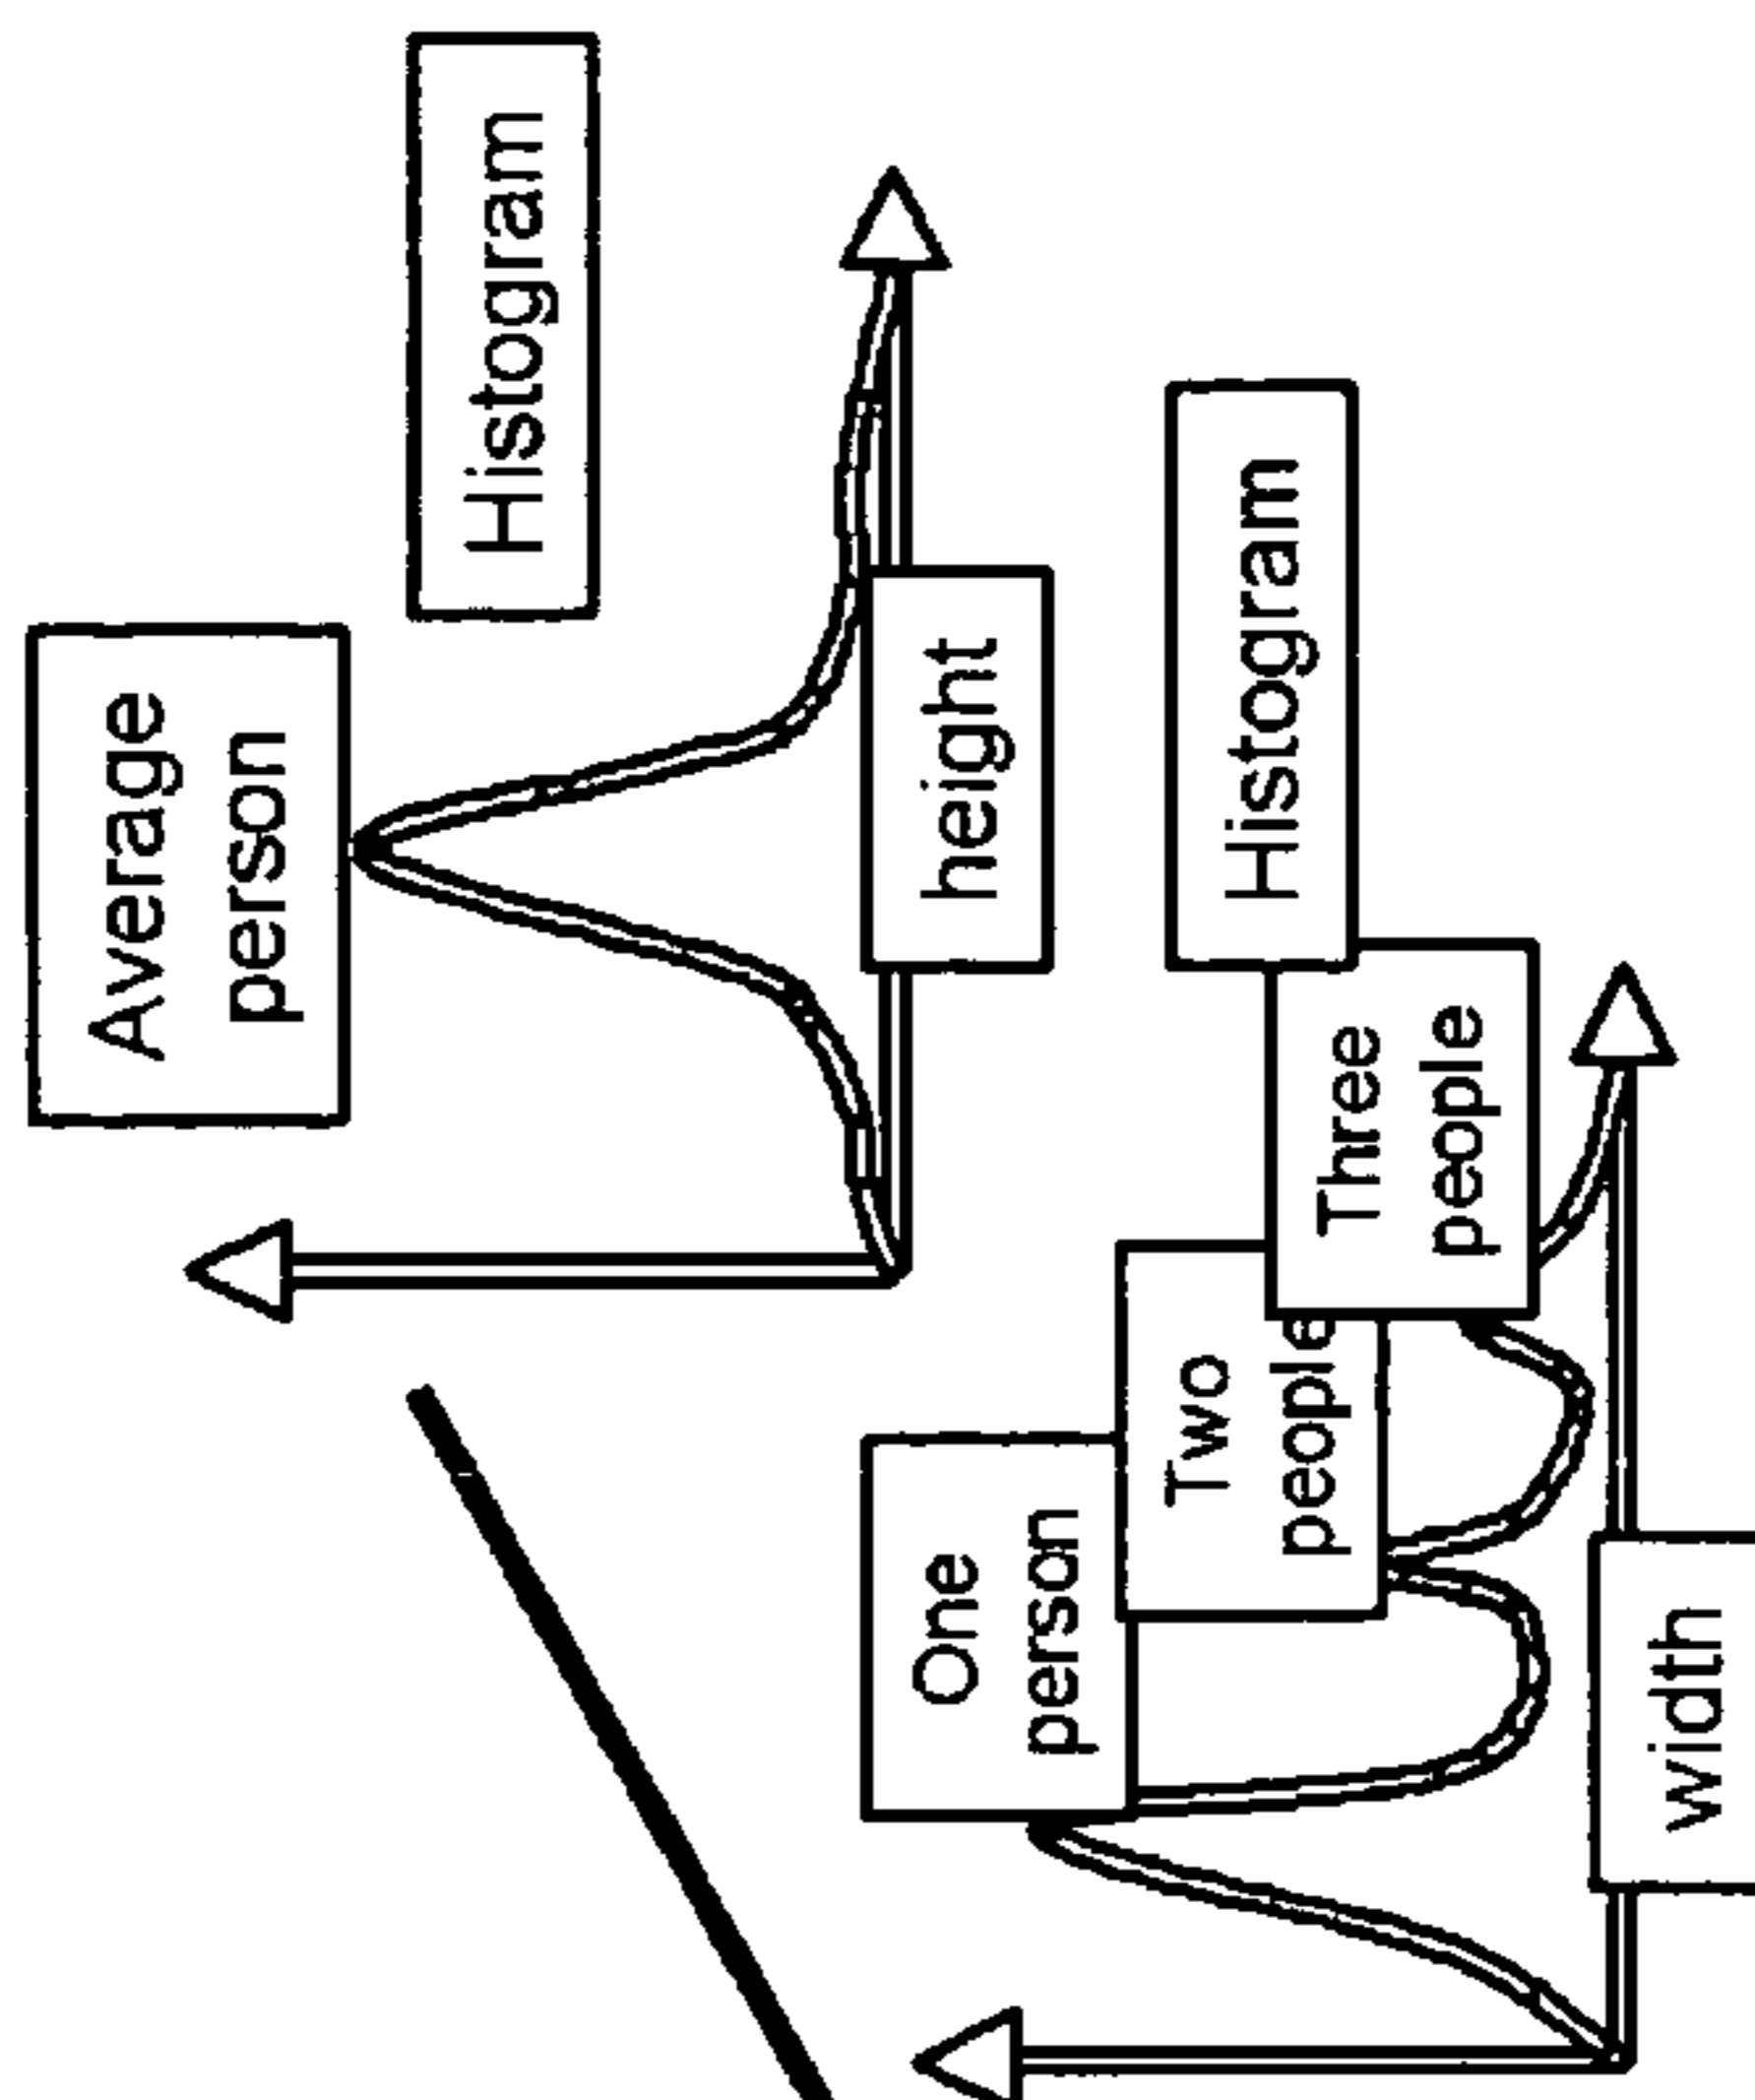 Average
person
Histogram
height
Histogram
One
person
Two
people
Three
people
width